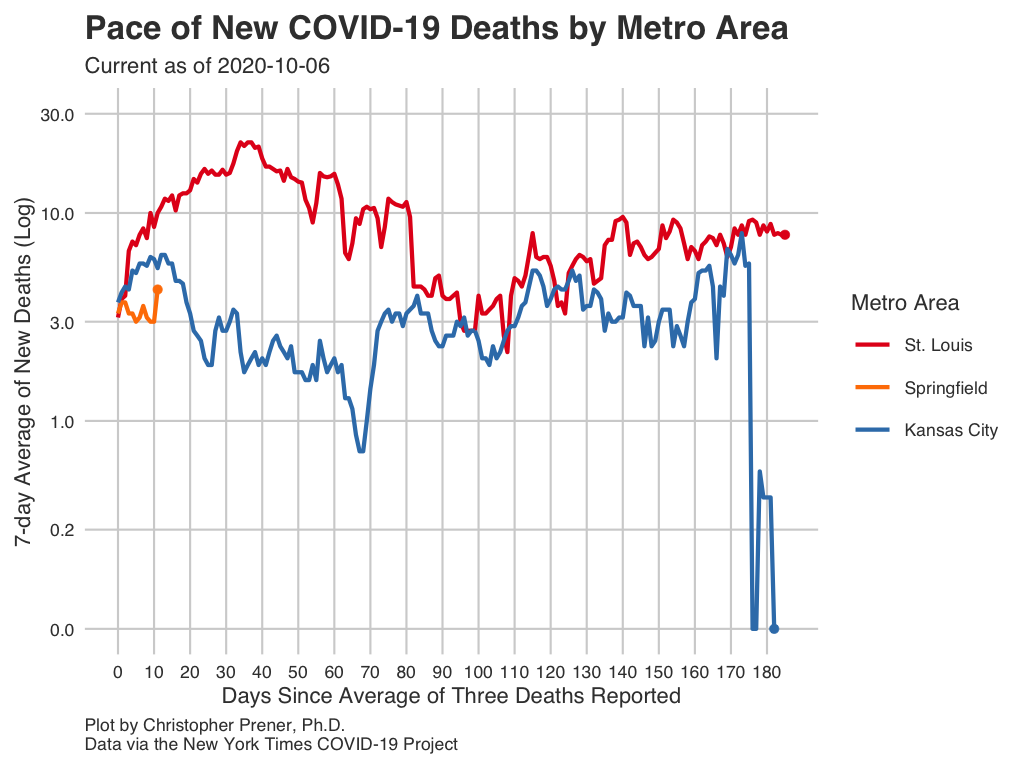 Pace of New COVID-19 Deaths by Metro Area
Current as of 2020-10-06
7-day Average of New Deaths (Log)
30.0
10.0
3.0
1.0
0.2
0.0
0 10 20 30 40 50 60 70 80 90 100 110 120 130 140 150 160 170 180
Days Since Average of Three Deaths Reported
Metro Area
St. Louis
Springfield
Kansas City
Plot by Christopher Prener, Ph.D.
Data via the New York Times COVID-19 Project